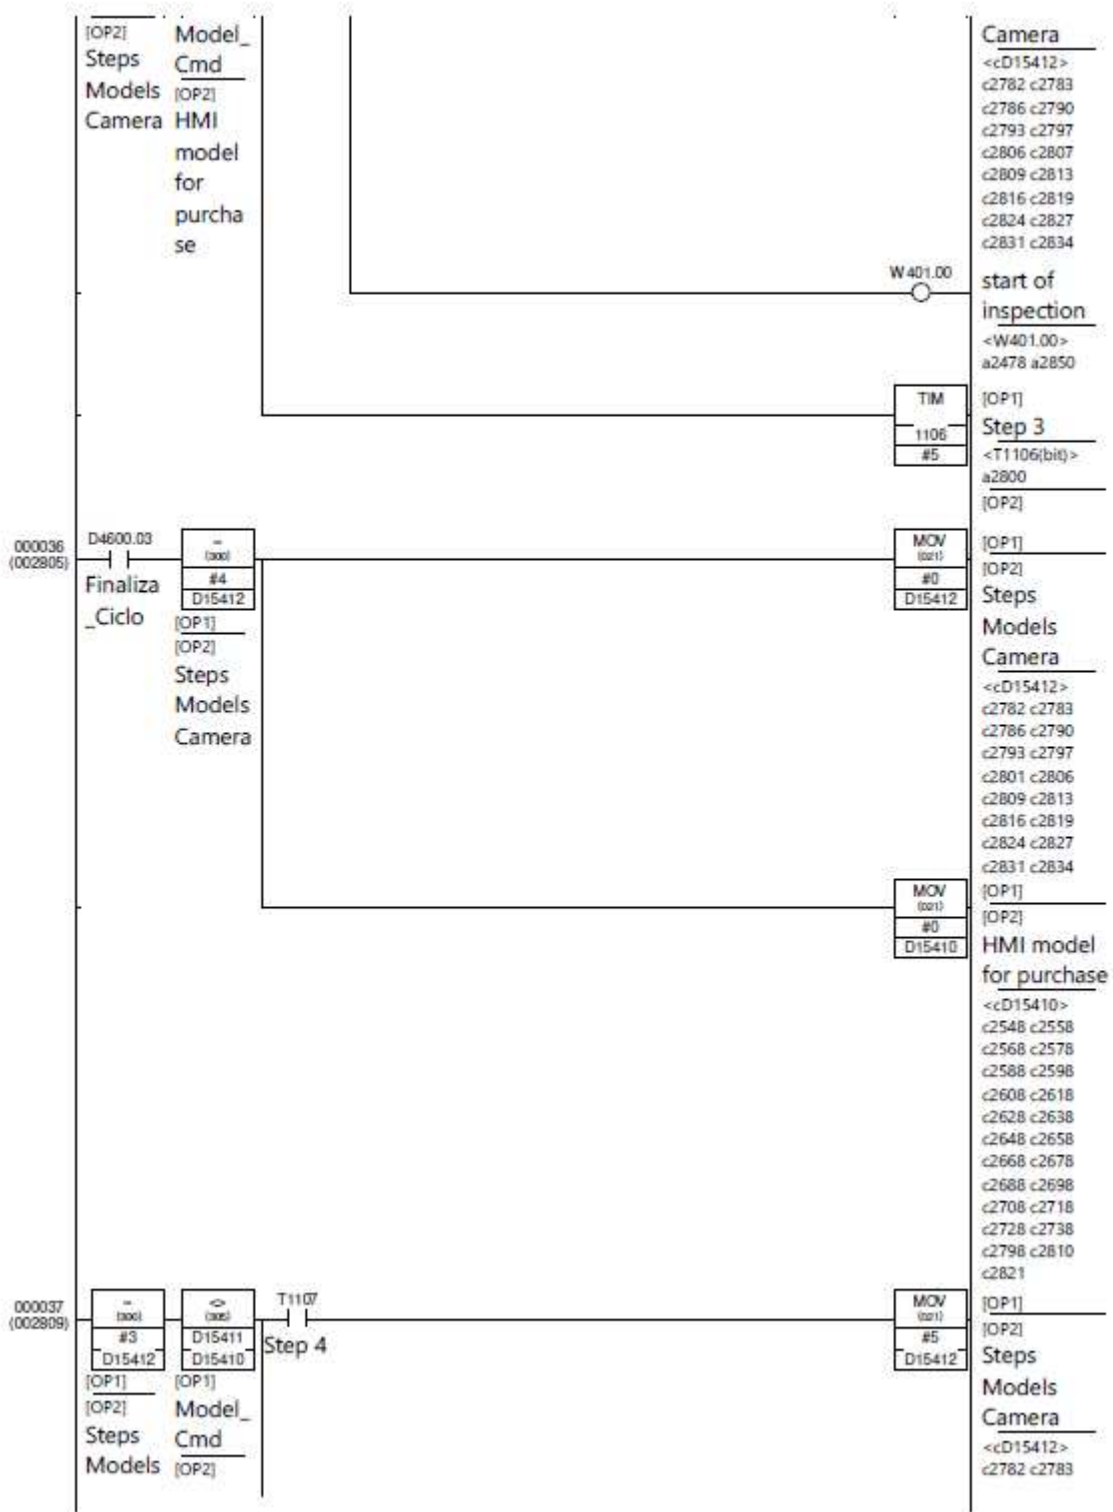 [OP2]
Steps
Models
Camera
Model_
Cmd
[OP2]
HMI
model
for
purcha
se
Camera
<cD15412>
c2782 c2783
c2786 c2790
c2793 c2797
c2806 c2807
c2809 c2813
c2816 c2819
c2824 c2827
c2831 c2834
W401.00
start of
inspection
<W401.00>
a2478 a2850
TIM
1106
#5
[OP1]
Step 3
<T1106(bit)>
a2800
[OP2]
000036
(002805)
D4600.03
Finaliza
_Ciclo
=
(300)
#4
D15412
[OP1]
[OP2]
Steps
Models
Camera
MOV
(021)
#0
D15412
[OP1]
[OP2]
Steps
Models
Camera
<cD15412>
c2782 c2783
c2786 c2790
c2793 c2797
c2801 c2806
c2809 c2813
c2816 c2819
c2824 c2827
c2831 c2834
MOV
(021)
#0
D15410
[OP1]
[OP2]
HMI model
for purchase
<cD15410>
c2548 c2558
c2568 c2578
c2588 c2598
c2608 c2618
c2628 c2638
c2648 c2658
c2668 c2678
c2688 c2698
c2708 c2718
c2728 c2738
c2798 c2810
c2821
000037
(002809)
=
(300)
#3
D15412
[OP1]
[OP2]
Steps
Models
<>
(305)
D15411
D15410
[OP1]
Model_
Cmd
[OP2]
T1107
Step 4
MOV
(021)
#5
D15412
[OP1]
[OP2]
Steps
Models
Camera
<cD15412>
c2782 c2783